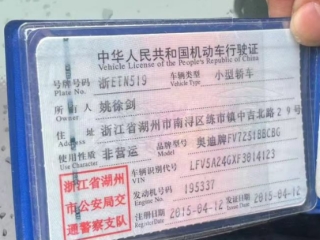 中华人民共和国机动车行驶证
Vehicle License of the People's Republic of China
号牌号码 浙ETN519 车辆类型 小型轿车
Plate No. Vehicle Type
所有人 姚徐剑
Owner
住址 浙江省湖州市南浔区练市镇中古北路29号
Address
使用性质 非营运 品牌型号 奥迪牌FV7251BBCBG
Use Character Model
浙江省湖州市公安局交通警察支队
车辆识别代号 LFV5A24GXF3014123
VIN
发动机号码 195337
Engine No.
注册日期 2015-04-12 发证日期 2015-04-12
Register Date Issue Date